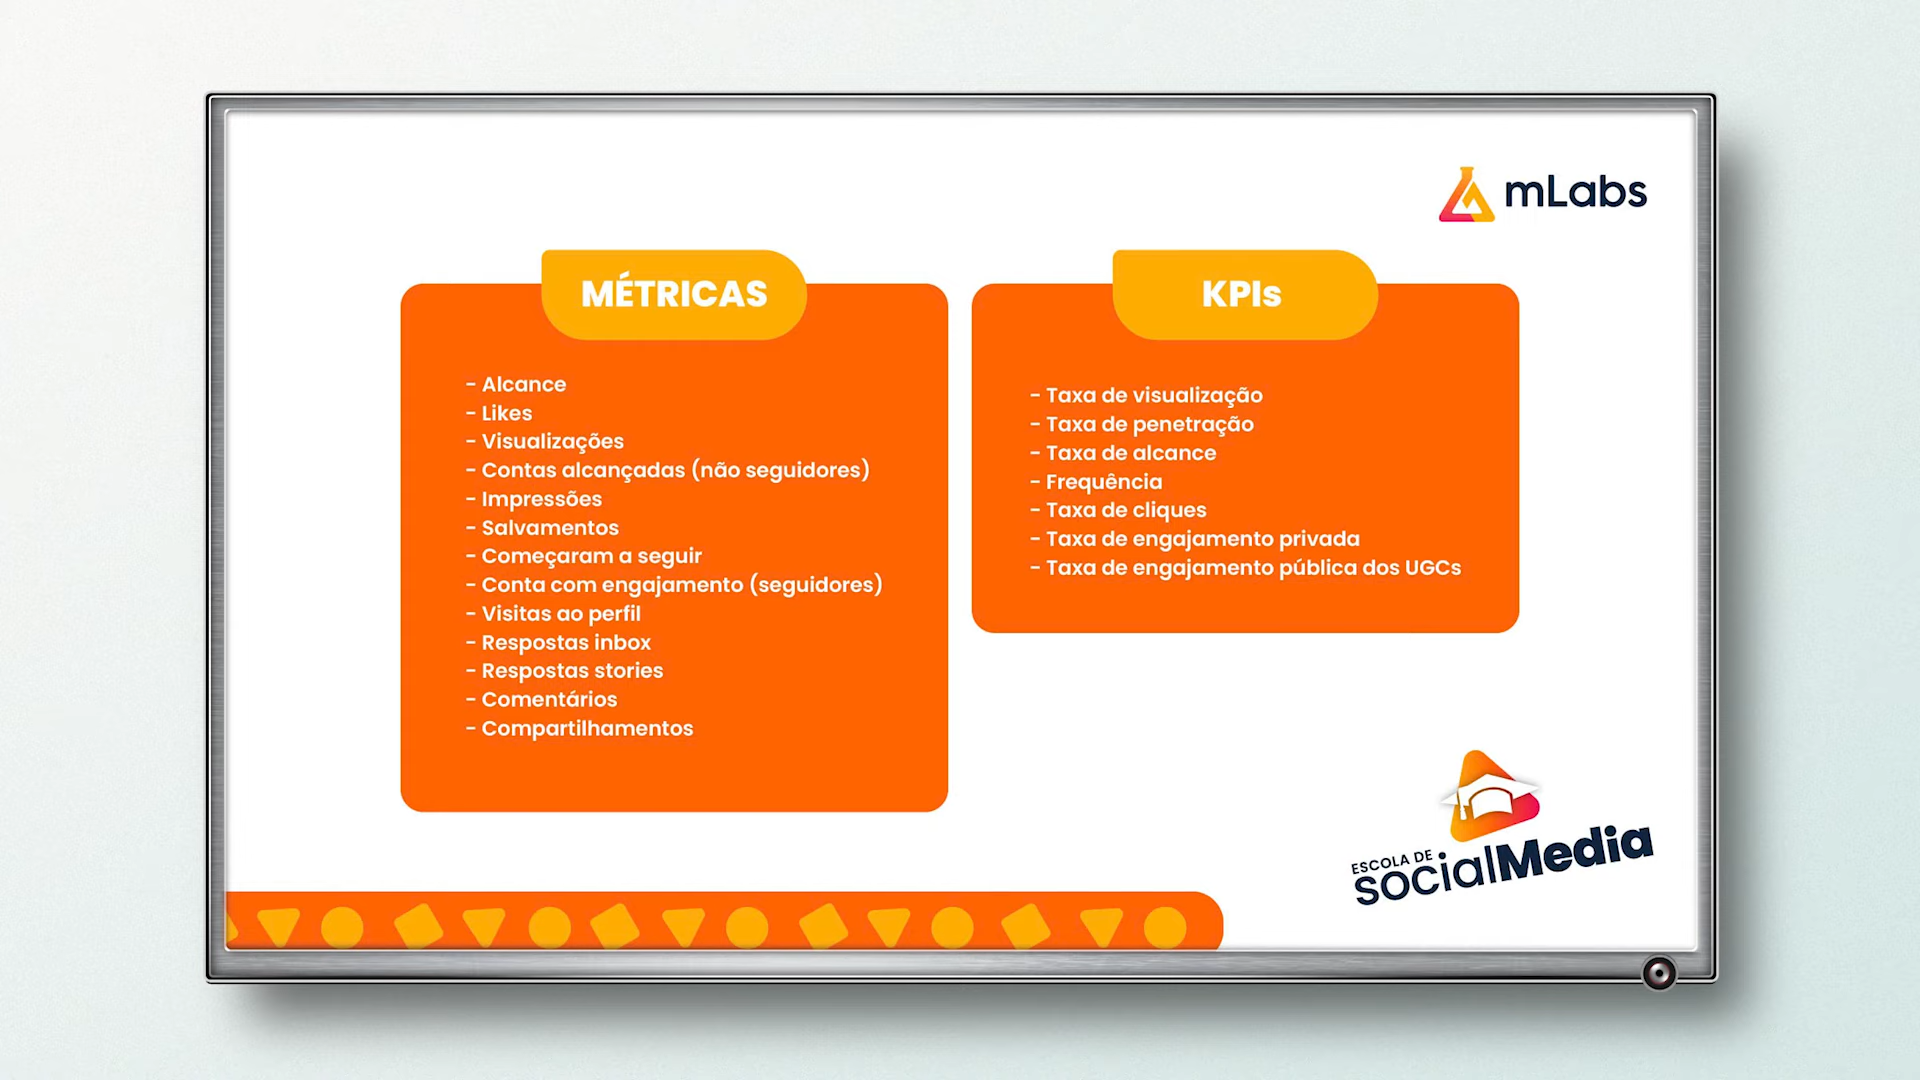 mLabs
MÉTRICAS
- Alcance
- Likes
- Visualizações
- Contas alcançadas (não seguidores)
- Impressões
- Salvamentos
- Começaram a seguir
- Conta com engajamento (seguidores)
- Visitas ao perfil
- Respostas inbox
- Respostas stories
- Comentários
- Compartilhamentos
KPIs
- Taxa de visualização
- Taxa de penetração
- Taxa de alcance
- Frequência
- Taxa de cliques
- Taxa de engajamento privada
- Taxa de engajamento pública dos UGCs
ESCOLA DE
socialMedia